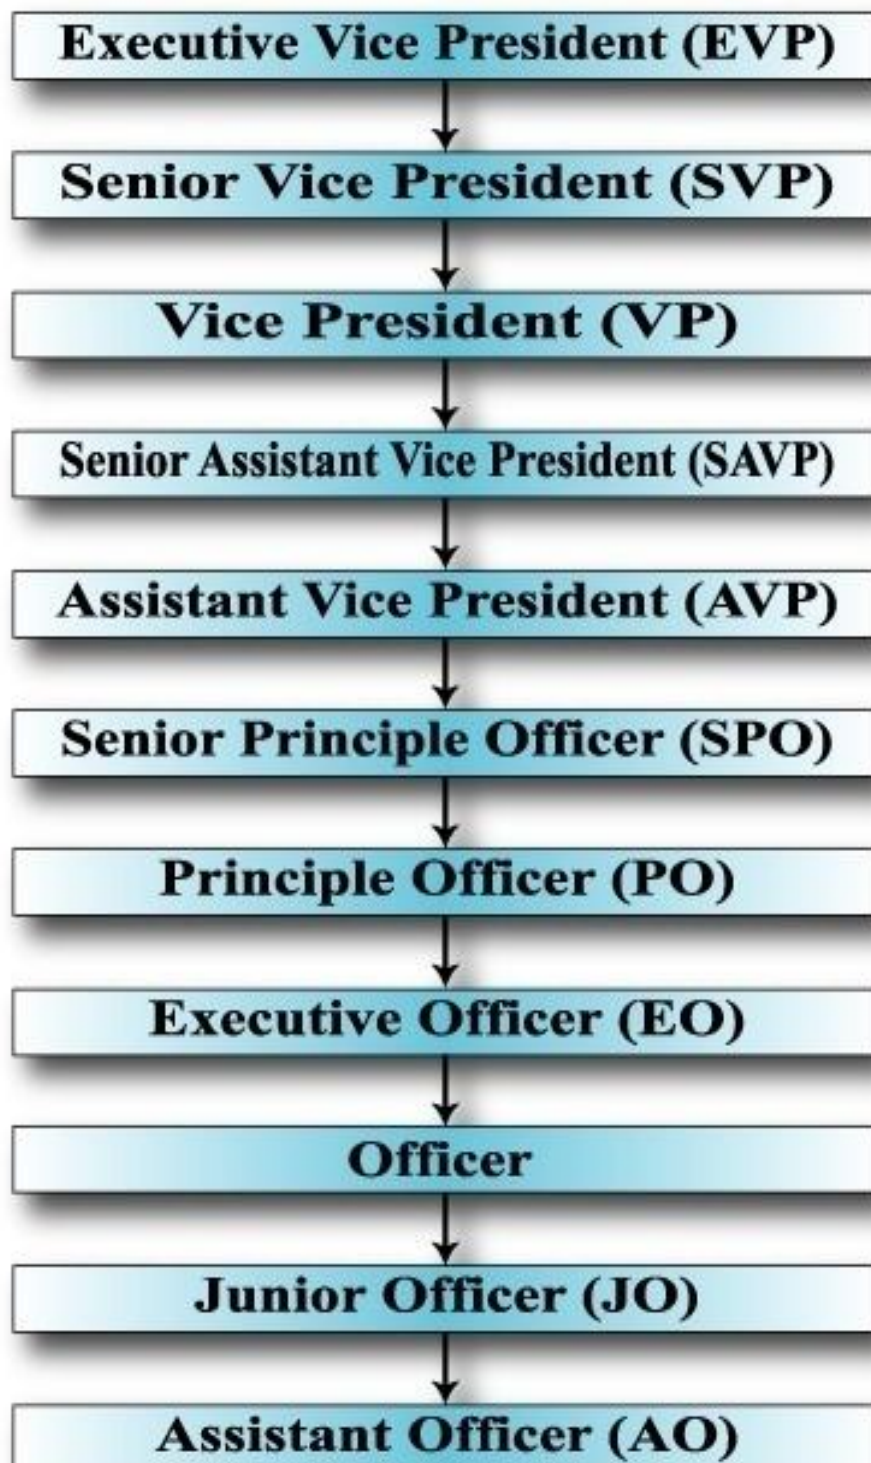 Executive Vice President (EVP)
Senior Vice President (SVP)
Vice President (VP)
Senior Assistant Vice President (SAVP)
Assistant Vice President (AVP)
Senior Principle Officer (SPO)
Principle Officer (PO)
Executive Officer (EO)
Officer
Junior Officer (JO)
Assistant Officer (AO)